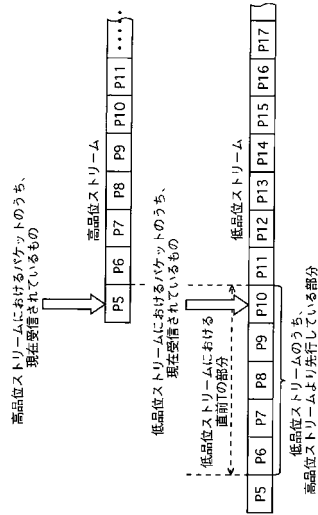 高品位ストリームにおけるパケットのうち、
現在受信されているもの
高品位ストリーム
P5 P6 P7 P8 P9 P10 P11 ‥‥‥
低品位ストリームにおけるパケットのうち、
現在受信されているもの
低品位ストリームにおける
直前Tの部分
低品位ストリーム
P5 P6 P7 P8 P9 P10 P11 P12 P13 P14 P15 P16 P17
低品位ストリームのうち、
高品位ストリームより先行している部分